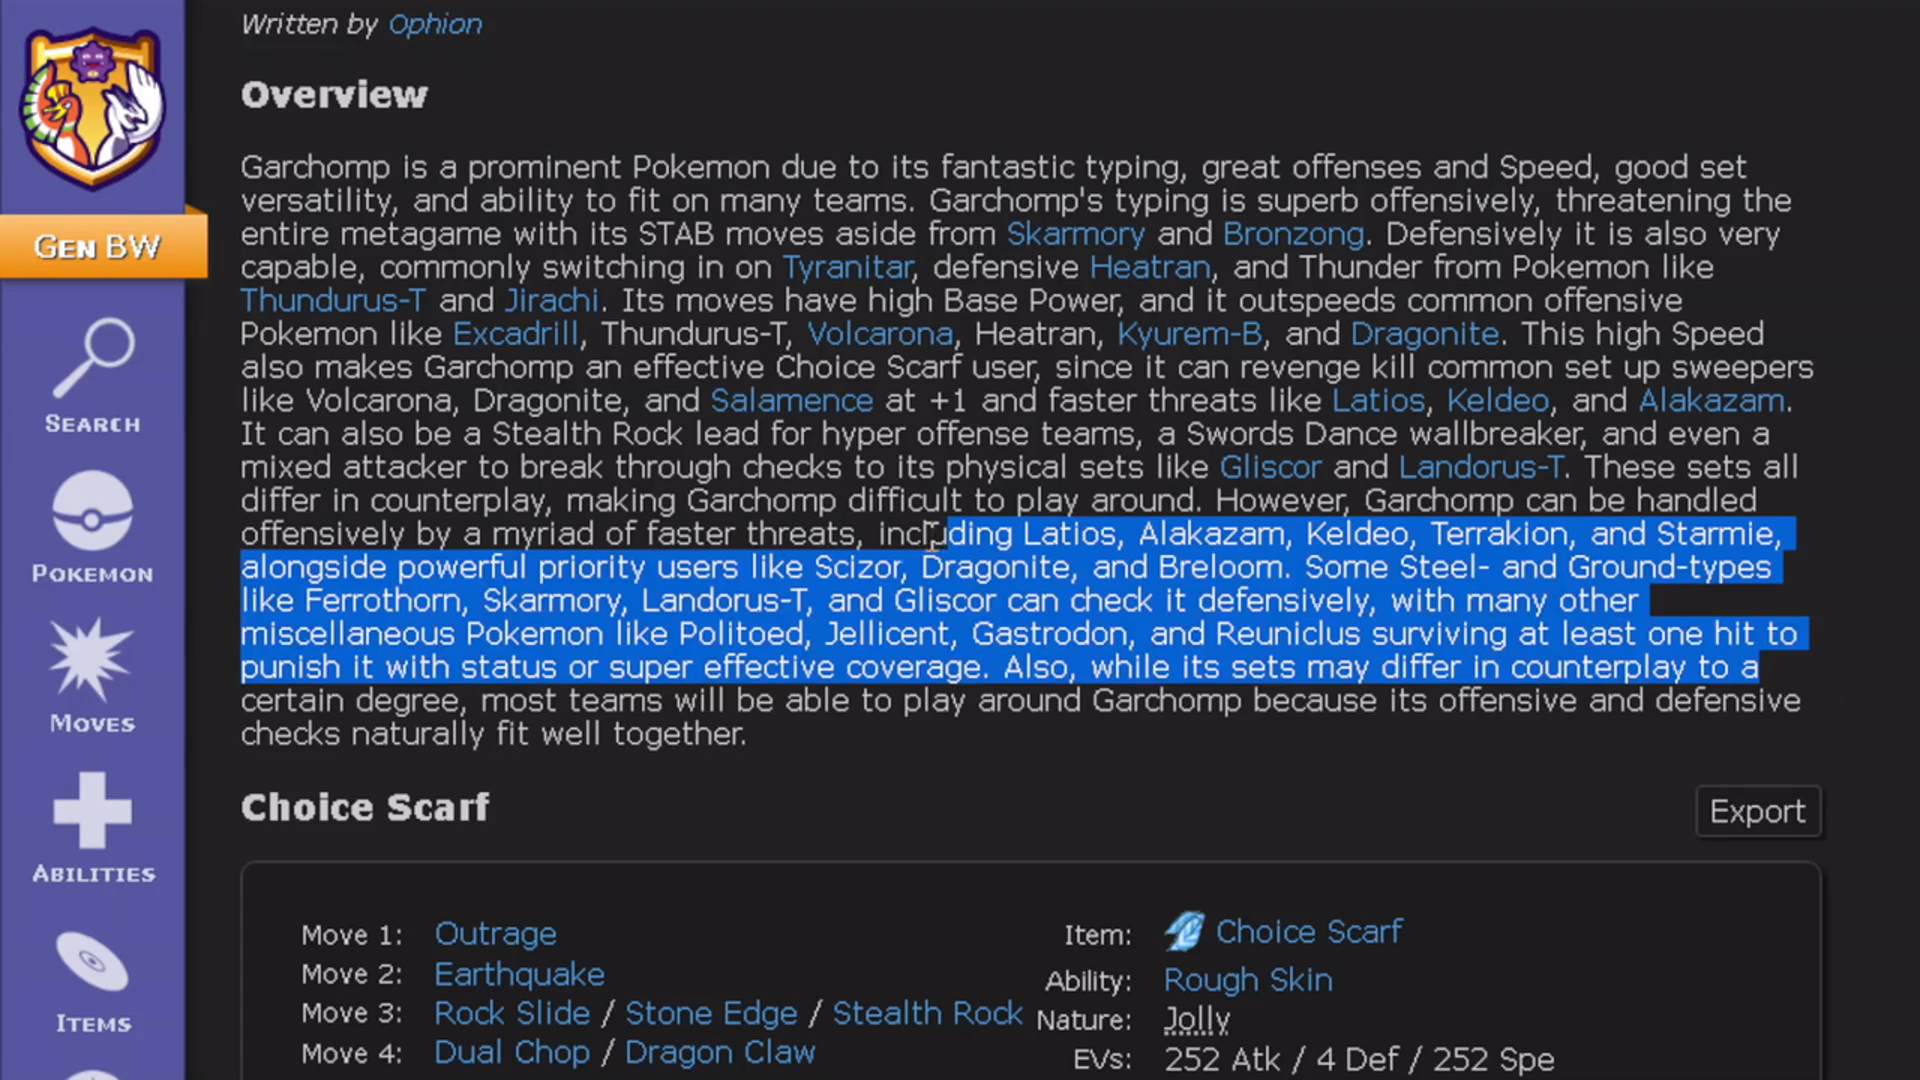 Written by Ophion
Overview
Garchomp is a prominent Pokemon due to its fantastic typing, great offenses and Speed, good set
versatility, and ability to fit on many teams. Garchomp's typing is superb offensively, threatening the
entire metagame with its STAB moves aside from Skarmory and Bronzong. Defensively it is also very
capable, commonly switching in on Tyranitar, defensive Heatran, and Thunder from Pokemon like
Thundurus-T and Jirachi. Its moves have high Base Power, and it outspeeds common offensive
Pokemon like Excadrill, Thundurus-T, Volcarona, Heatran, Kyurem-B, and Dragonite. This high Speed
also makes Garchomp an effective Choice Scarf user, since it can revenge kill common set up sweepers
like Volcarona, Dragonite, and Salamence at +1 and faster threats like Latios, Keldeo, and Alakazam.
It can also be a Stealth Rock lead for hyper offense teams, a Swords Dance wallbreaker, and even a
mixed attacker to break through checks to its physical sets like Gliscor and Landorus-T. These sets all
differ in counterplay, making Garchomp difficult to play around. However, Garchomp can be handled
offensively by a myriad of faster threats, including Latios, Alakazam, Keldeo, Terrakion, and Starmie,
alongside powerful priority users like Scizor, Dragonite, and Breloom. Some Steel- and Ground-types
like Ferrothorn, Skarmory, Landorus-T, and Gliscor can check it defensively, with many other
miscellaneous Pokemon like Politoed, Jellicent, Gastrodon, and Reuniclus surviving at least one hit to
punish it with status or super effective coverage. Also, while its sets may differ in counterplay to a
certain degree, most teams will be able to play around Garchomp because its offensive and defensive
checks naturally fit well together.
Choice Scarf
Export
Move 1: Outrage
Move 2: Earthquake
Move 3: Rock Slide / Stone Edge / Stealth Rock
Move 4: Dual Chop / Dragon Claw
Item: Choice Scarf
Ability: Rough Skin
Nature: Jolly
EVs: 252 Atk / 4 Def / 252 Spe
GEN BW
SEARCH
POKEMON
MOVES
ABILITIES
ITEMS